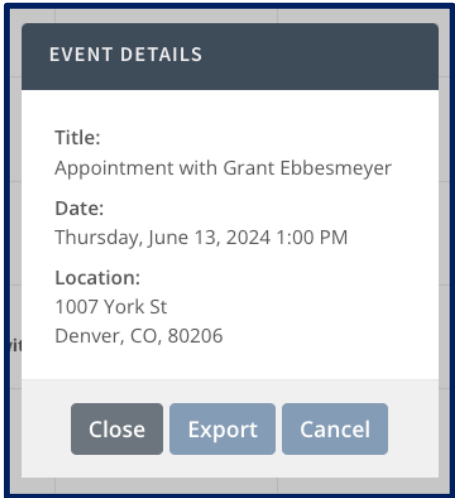 EVENT DETAILS
Title:
Appointment with Grant Ebbesmeyer
Date:
Thursday, June 13, 2024 1:00 PM
Location:
1007 York St
Denver, CO, 80206
Close Export Cancel